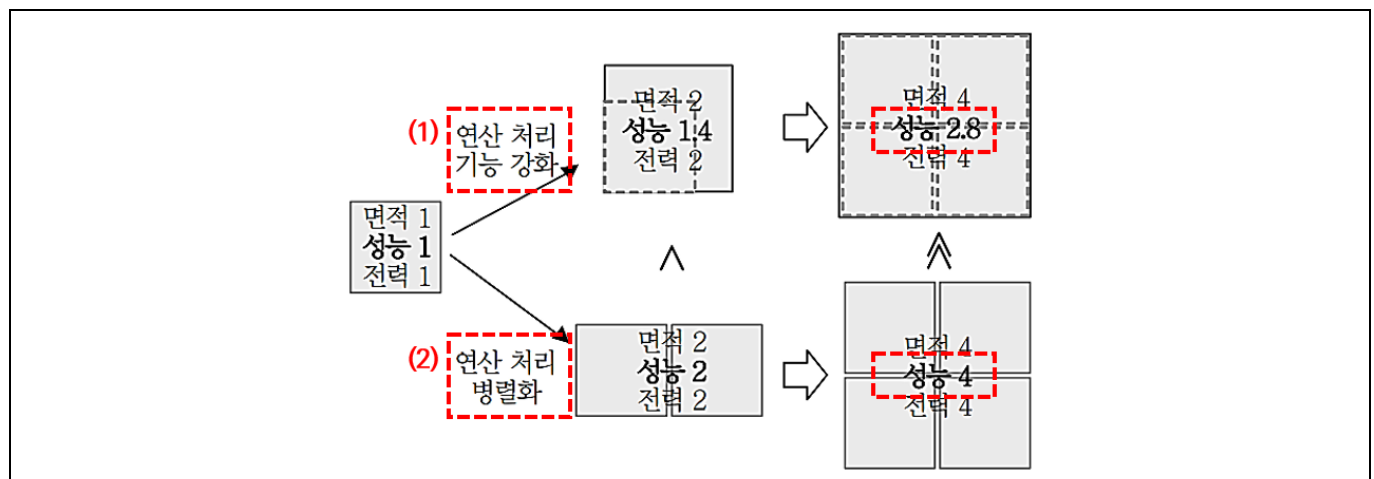 (1)
연산 처리
기능 강화
면적 2
성능 1.4
전력 2
면적 4
성능 2.8
전력 4
면적 1
성능 1
전력 1
(2)
연산 처리
병렬화
면적 2
성능 2
전력 2
면적 4
성능 4
전력 4